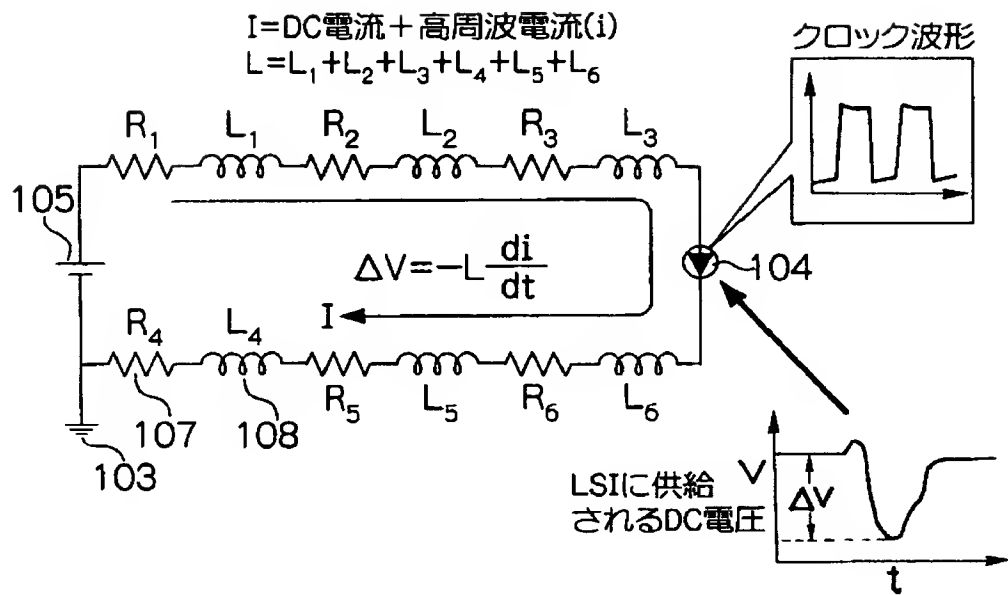 I=DC電流+高周波電流(i)
L=L₁+L₂+L₃+L₄+L₅+L₆
クロック波形
R₁ L₁ R₂ L₂ R₃ L₃
105
ΔV=-L di/dt
104
I
R₄ L₄ R₅ L₅ R₆ L₆
107 108
103
V
ΔV
LSIに供給
されるDC電圧
t